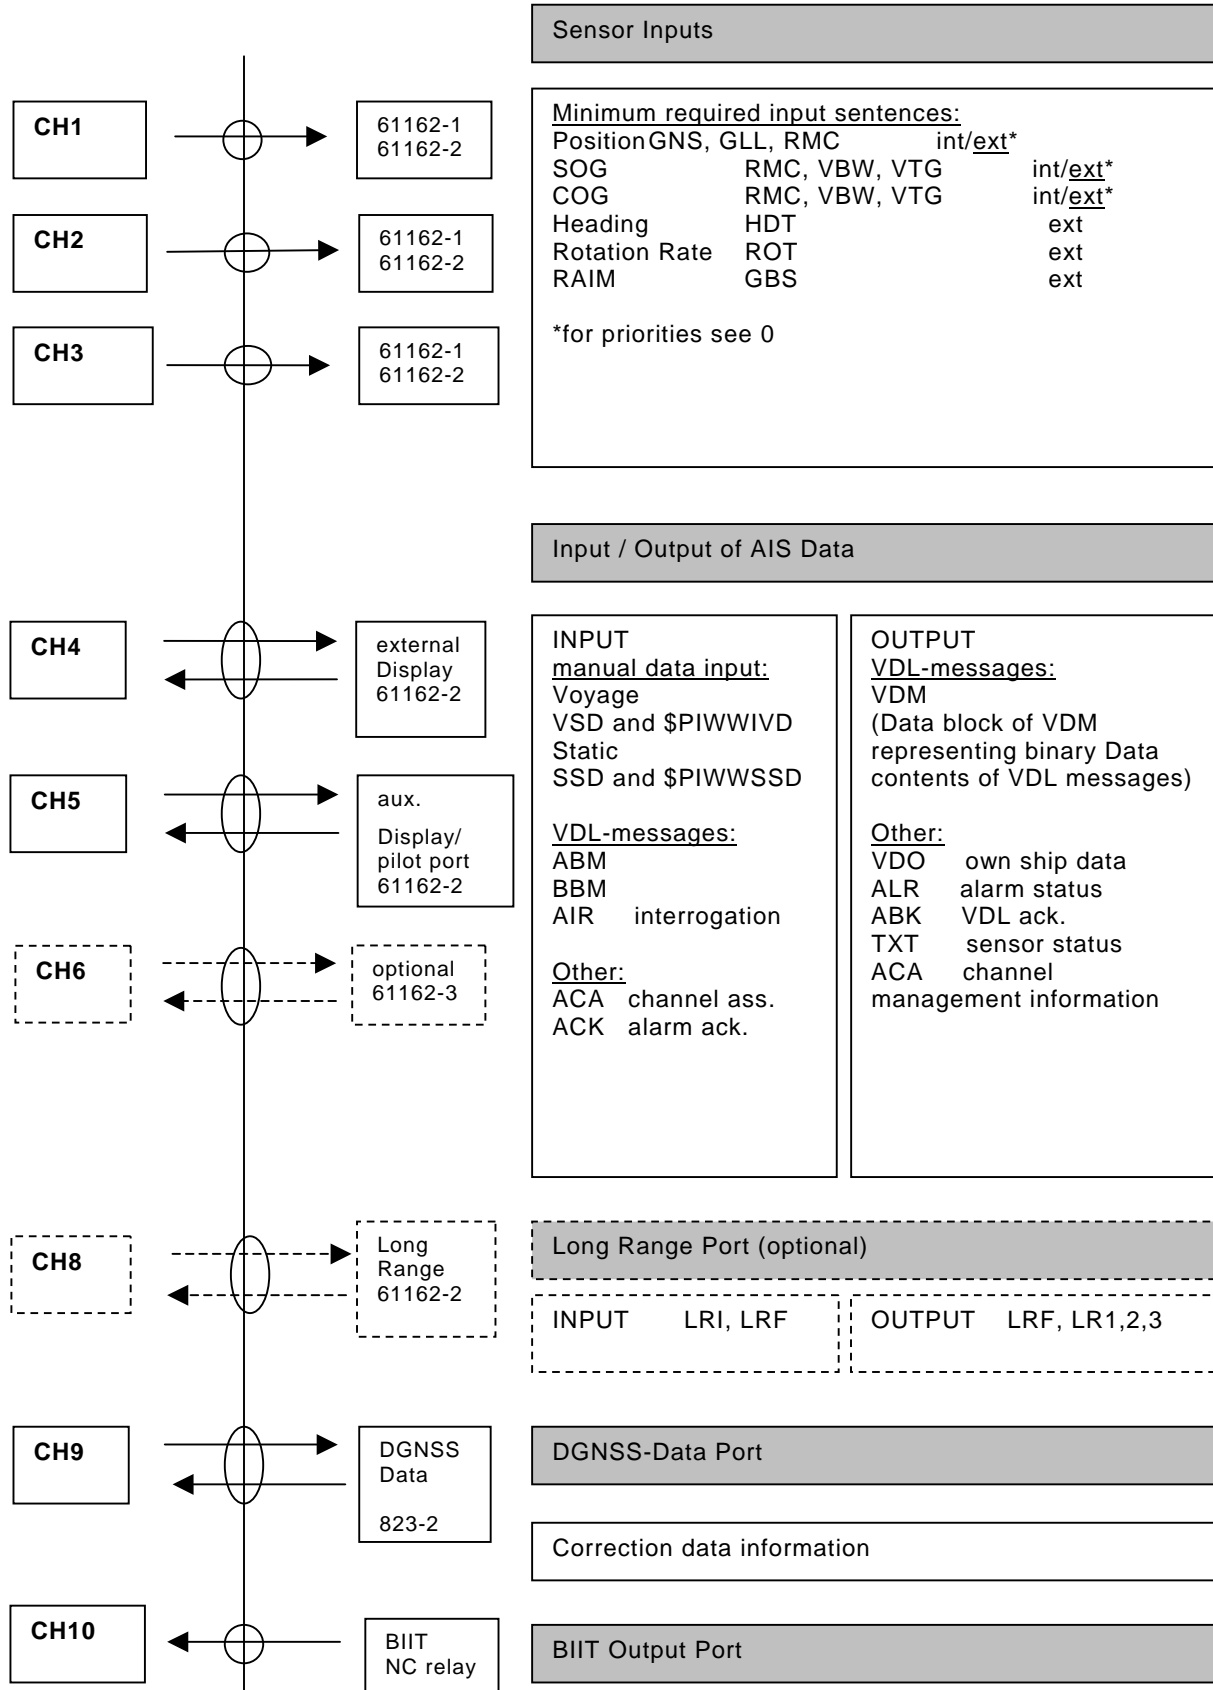 Sensor Inputs
CH1
61162-1
61162-2
Minimum required input sentences:
Position GNS, GLL, RMC int/ext*
SOG RMC, VBW, VTG int/ext*
COG RMC, VBW, VTG int/ext*
Heading HDT ext
Rotation Rate ROT ext
RAIM GBS ext
*for priorities see 0
CH2
61162-1
61162-2
CH3
61162-1
61162-2
Input / Output of AIS Data
CH4
external
Display
61162-2
CH5
aux.
Display/
pilot port
61162-2
CH6
optional
61162-3
INPUT
manual data input:
Voyage
VSD and $PIWWIVD
Static
SSD and $PIWWSSD
VDL-messages:
ABM
BBM
AIR interrogation
Other:
ACA channel ass.
ACK alarm ack.
OUTPUT
VDL-messages:
VDM
(Data block of VDM
representing binary Data
contents of VDL messages)
Other:
VDO own ship data
ALR alarm status
ABK VDL ack.
TXT sensor status
ACA channel
management information
CH8
Long
Range
61162-2
Long Range Port (optional)
INPUT LRI, LRF
OUTPUT LRF, LR1,2,3
CH9
DGNSS
Data
823-2
DGNSS-Data Port
Correction data information
CH10
BIIT
NC relay
BIIT Output Port